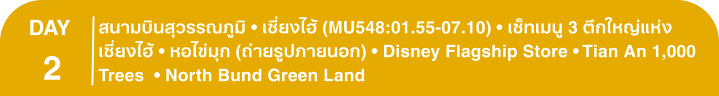 DAY
2
สนามบินสุวรรณภูมิ • เซี่ยงไฮ้ (MU548:01.55-07.10) • เช็ทเมนู 3 ตึกใหญ่แห่ง
เซี่ยงไฮ้ • หอไข่มุก (ถ่ายรูปภายนอก) • Disney Flagship Store • Tian An 1,000
Trees • North Bund Green Land